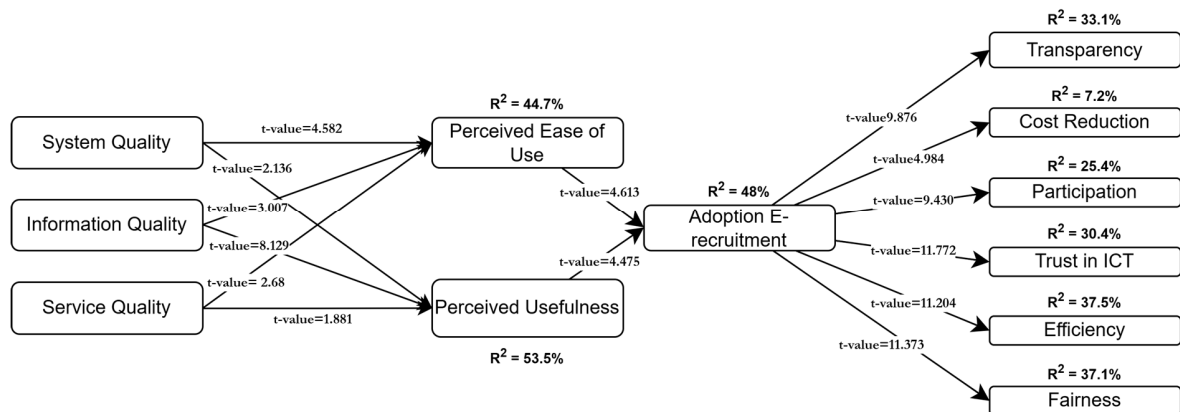 R² = 33.1%
Transparency
R² = 7.2%
Cost Reduction
R² = 25.4%
Participation
R² = 30.4%
Trust in ICT
R² = 37.5%
Efficiency
R² = 37.1%
Fairness
t-value9.876
t-value4.984
t-value=9.430
t-value=11.772
t-value=11.204
t-value=11.373
R² = 48%
Adoption E-
recruitment
t-value=4.613
t-value=4.475
R² = 44.7%
Perceived Ease of
Use
Perceived Usefulness
R² = 53.5%
t-value=4.582
t-value=2.136
t-value=3.007
t-value=8.129
t-value= 2.68
t-value=1.881
System Quality
Information Quality
Service Quality